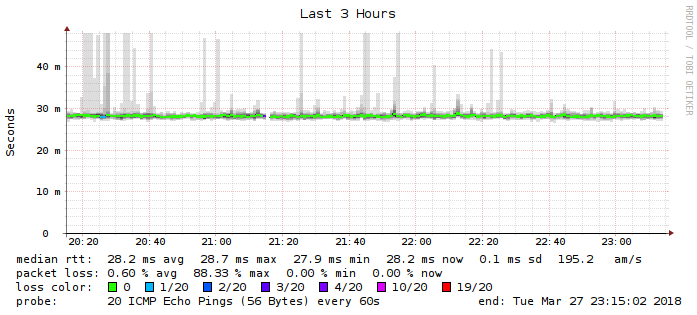 Last 3 Hours
RRDTOOL / TOBI OETIKER
Seconds
40 m
30 m
20 m
10 m
0
20:20 20:40 21:00 21:20 21:40 22:00 22:20 22:40 23:00
median rtt: 28.2 ms avg 28.7 ms max 27.9 ms min 28.2 ms now 0.1 ms sd 195.2 am/s
packet loss: 0.60 % avg 88.33 % max 0.00 % min 0.00 % now
loss color: 0 1/20 2/20 3/20 4/20 10/20 19/20
probe: 20 ICMP Echo Pings (56 Bytes) every 60s end: Tue Mar 27 23:15:02 2018